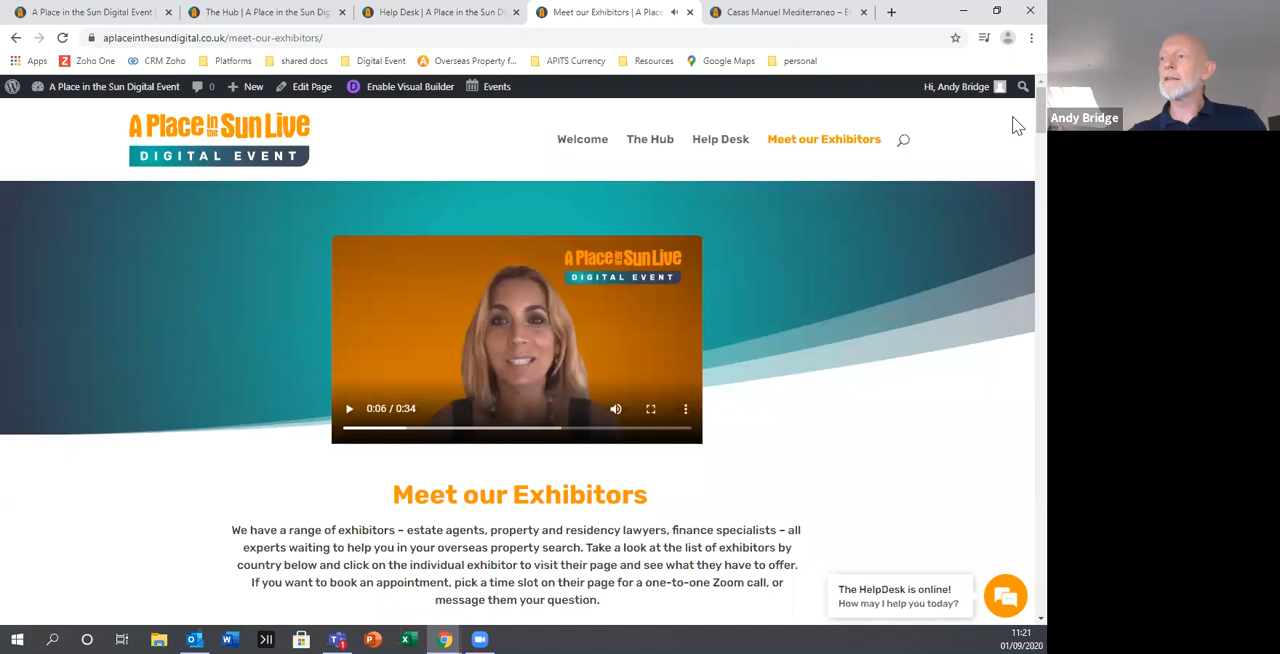 A Place in the Sun Digital Event |
The Hub | A Place in the Sun Dig
Help Desk | A Place in the Sun D
Meet our Exhibitors | A Place
Casas Manuel Mediterraneo – E
aplaceinthesundigital.co.uk/meet-our-exhibitors/
Apps
Zoho One
CRM Zoho
Platforms
shared docs
Digital Event
Overseas Property f...
APITS Currency
Resources
Google Maps
personal
A Place in the Sun Digital Event
0
New
Edit Page
Enable Visual Builder
Events
Hi, Andy Bridge
Andy Bridge
A Place in the Sun Live
DIGITAL EVENT
Welcome
The Hub
Help Desk
Meet our Exhibitors
A Place in the Sun Live
DIGITAL EVENT
0:06 / 0:34
Meet our Exhibitors
We have a range of exhibitors – estate agents, property and residency lawyers, finance specialists – all
experts waiting to help you in your overseas property search. Take a look at the list of exhibitors by
country below and click on the individual exhibitor to visit their page and see what they have to offer.
If you want to book an appointment, pick a time slot on their page for a one-to-one Zoom call, or
message them your question.
The HelpDesk is online!
How may I help you today?
11:21
01/09/2020